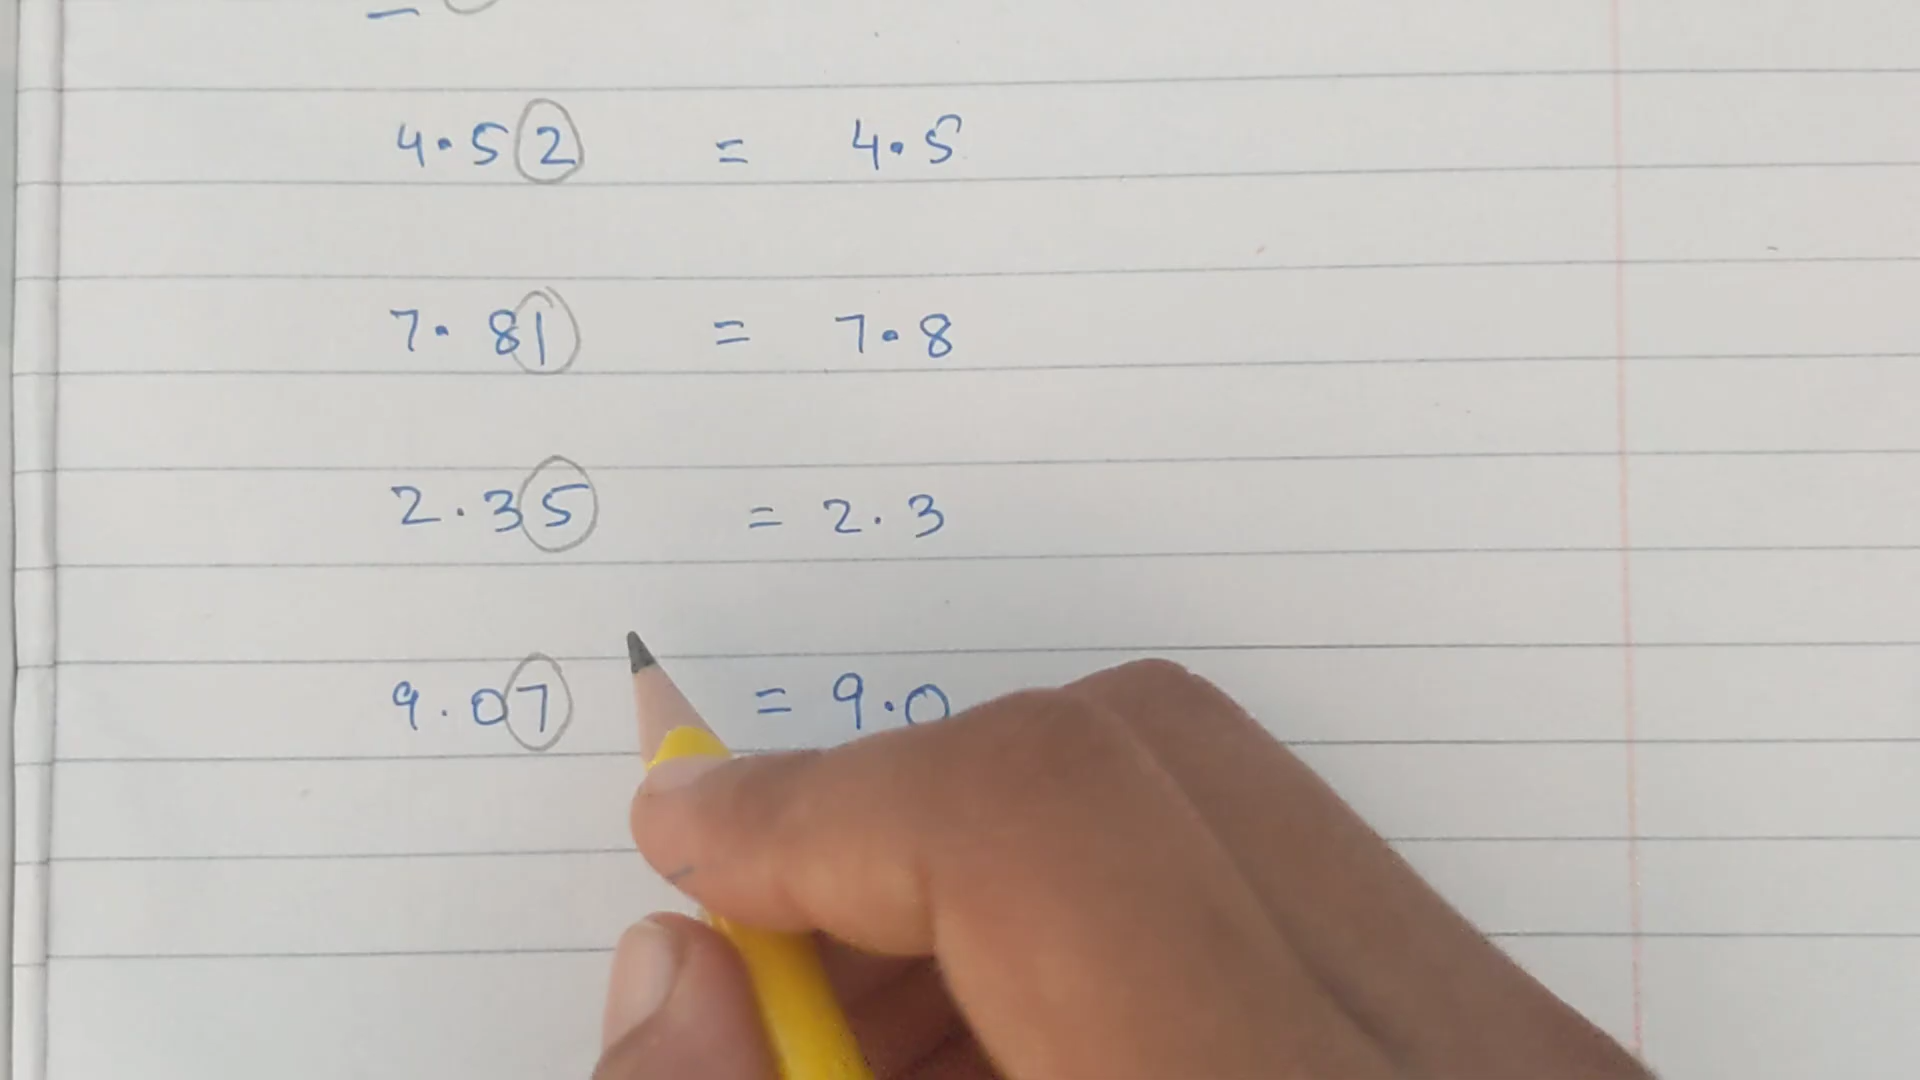 4.52 = 4.5
7.81 = 7.8
2.35 = 2.3
9.07 = 9.0